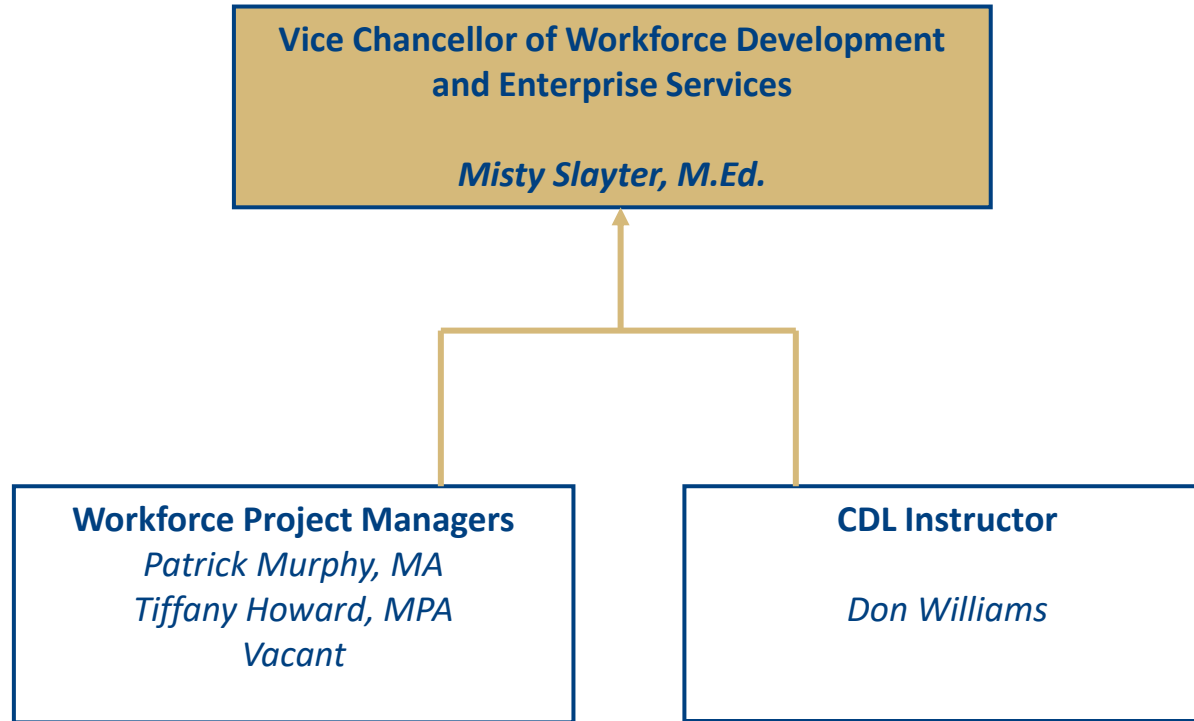 Vice Chancellor of Workforce Development
and Enterprise Services
Misty Slayter, M.Ed.
Workforce Project Managers
Patrick Murphy, MA
Tiffany Howard, MPA
Vacant
CDL Instructor
Don Williams